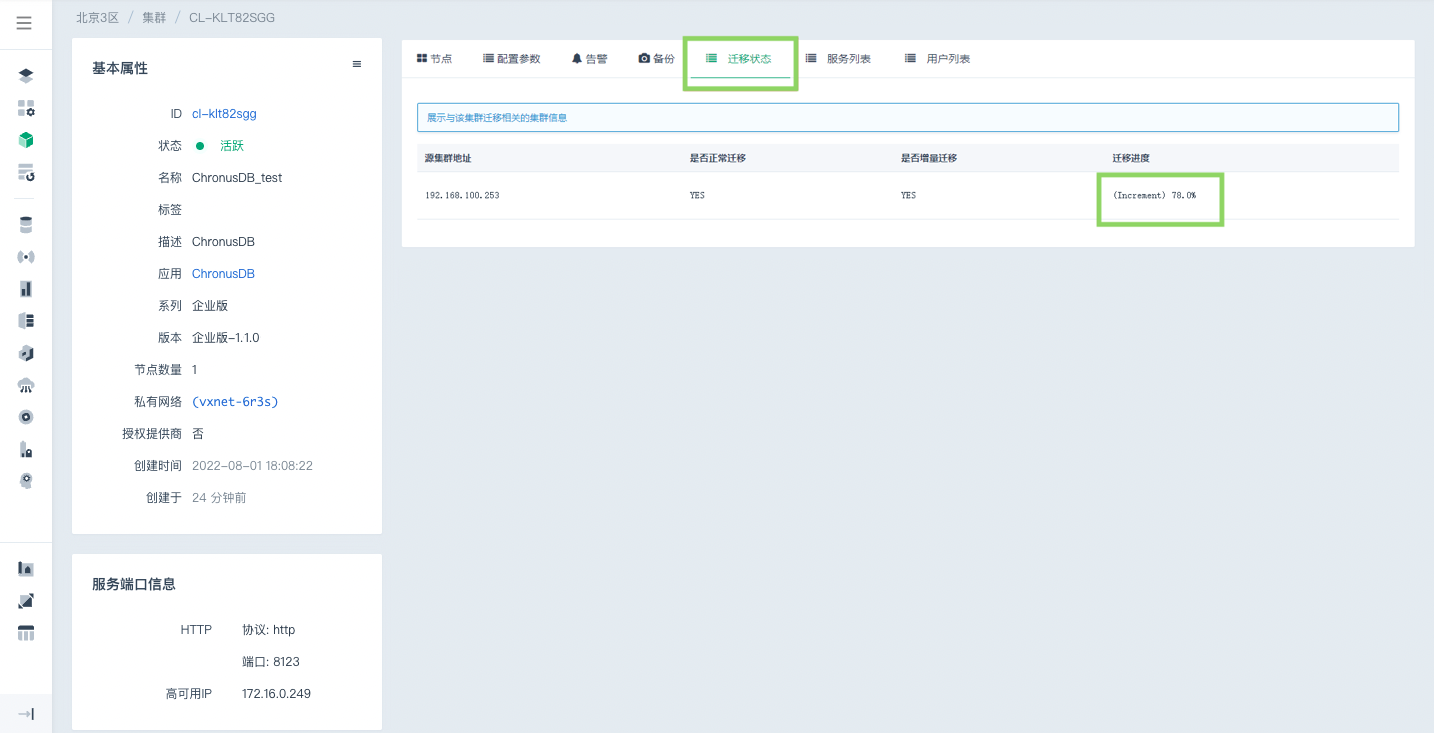 北京3区 / 集群 / CL-KLT82SGG
基本属性
ID cl-klt82sgg
状态 活跃
名称 ChronusDB_test
标签
描述 ChronusDB
应用 ChronusDB
系列 企业版
版本 企业版-1.1.0
节点数量 1
私有网络 (vxnet-6r3s)
授权提供商 否
创建时间 2022-08-01 18:08:22
创建于 24 分钟前
服务端口信息
HTTP 协议: http
端口: 8123
高可用IP 172.16.0.249
节点 配置参数 告警 备份 迁移状态 服务列表 用户列表
展示与该集群迁移相关的集群信息
源集群地址 是否正常迁移 是否增量迁移 迁移进度
192.168.100.253 YES YES (Increment) 78.0%